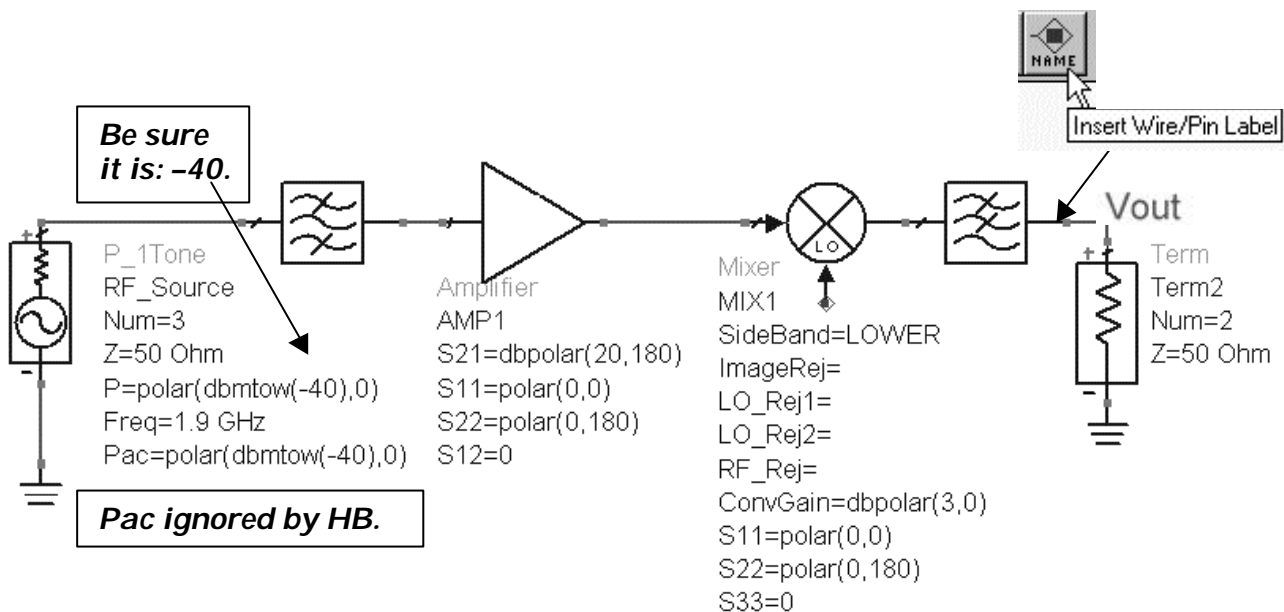 NAME
Insert Wire/Pin Label
Be sure
it is: –40.
Vout
P_1Tone
RF_Source
Num=3
Z=50 Ohm
P=polar(dbmtow(-40),0)
Freq=1.9 GHz
Pac=polar(dbmtow(-40),0)
Pac ignored by HB.
Amplifier
AMP1
S21=dbpolar(20,180)
S11=polar(0,0)
S22=polar(0,180)
S12=0
LO
Mixer
MIX1
SideBand=LOWER
ImageRej=
LO_Rej1=
LO_Rej2=
RF_Rej=
ConvGain=dbpolar(3,0)
S11=polar(0,0)
S22=polar(0,180)
S33=0
Term
Term2
Num=2
Z=50 Ohm